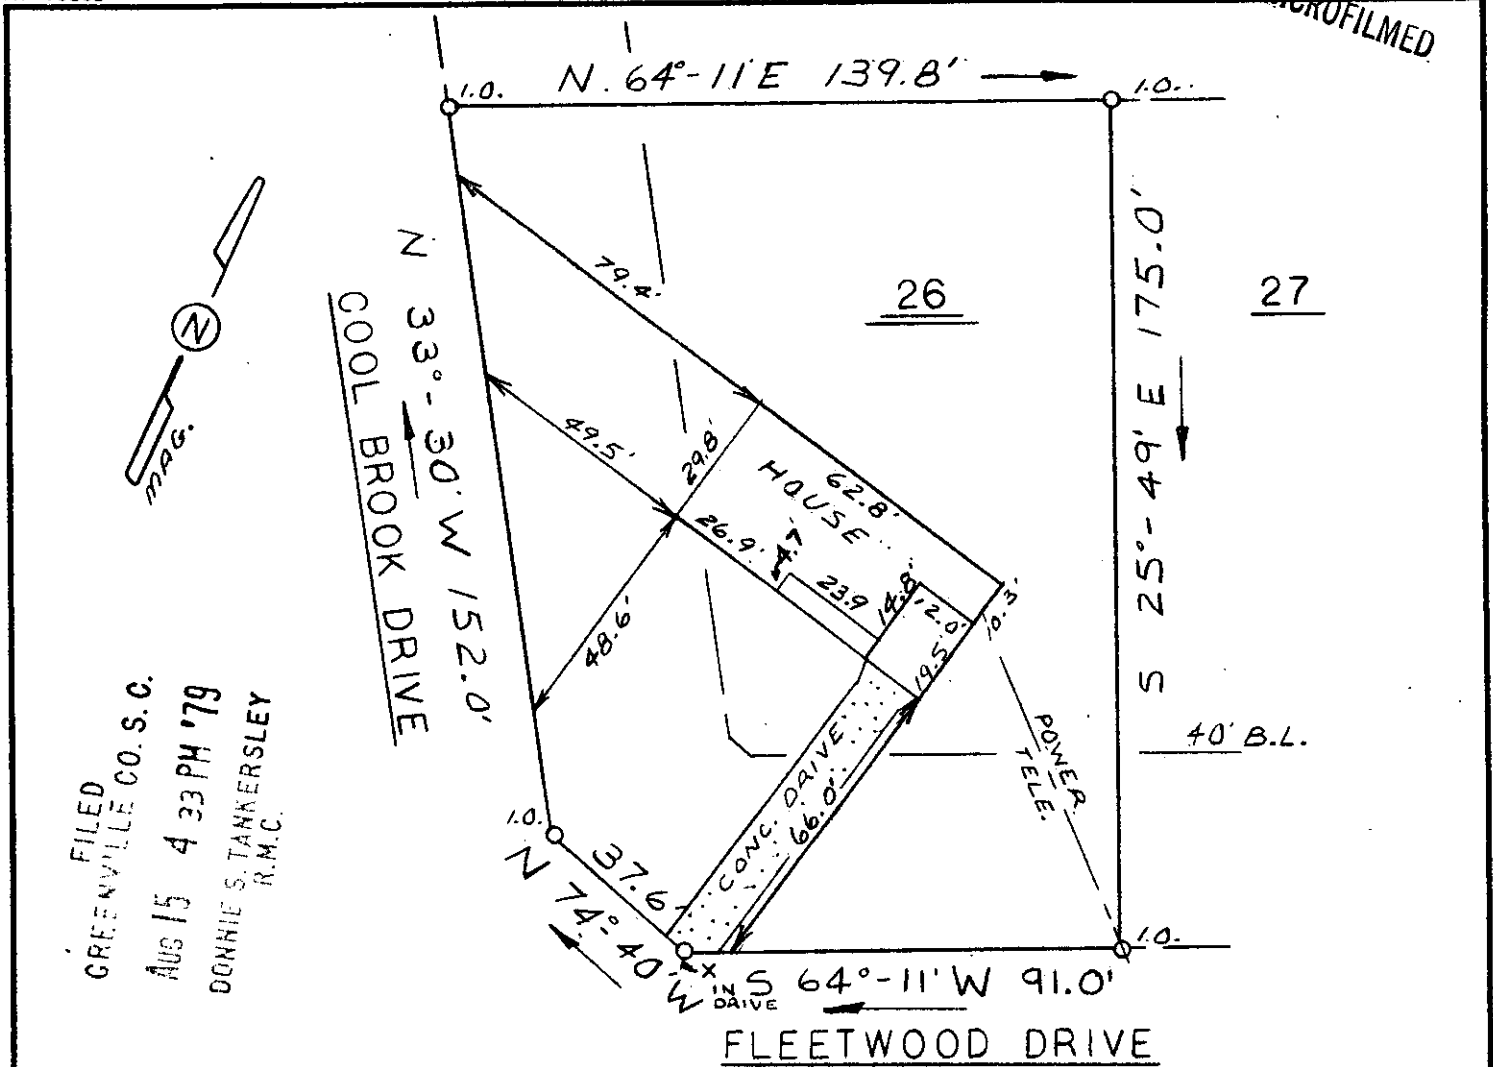 MICROFILMED
N. 64°-11' E 139.8'
I.O.
I.O.
N
MAG.
N 33°-30' W 152.0'
COOL BROOK DRIVE
26
27
S 25°-49' E 175.0'
79.4'
49.5'
29.8'
HOUSE
62.8'
26.9'
4.7
23.9
14.8'
12.0'
10.3'
19.5'
48.6'
CONC. DRIVE
66.0'
POWER
TELE.
40' B.L.
I.O.
37.6'
N 74°-40' W
X
IN
DRIVE
S 64°-11' W 91.0'
I.O.
FLEETWOOD DRIVE
FILED
GREENVILLE CO. S. C.
AUG 15 4 33 PM '79
DONNIE S. TANKERSLEY
R.M.C.